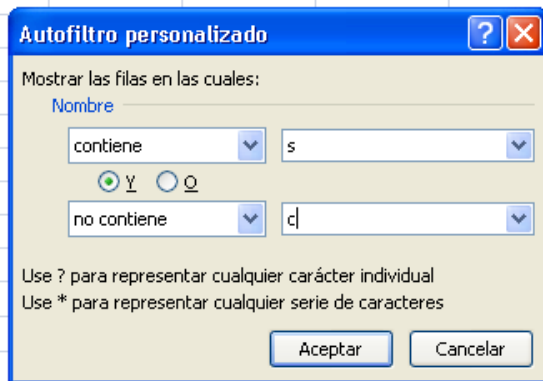 Autofiltro personalizado
Mostrar las filas en las cuales:
Nombre
contiene s
Y O
no contiene c
Use ? para representar cualquier carácter individual
Use * para representar cualquier serie de caracteres
Aceptar Cancelar